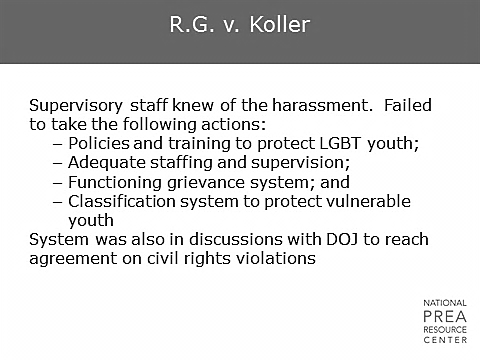 R.G. v. Koller
Supervisory staff knew of the harassment.  Failed
to take the following actions:
– Policies and training to protect LGBT youth;
– Adequate staffing and supervision;
– Functioning grievance system; and
– Classification system to protect vulnerable
youth
System was also in discussions with DOJ to reach
agreement on civil rights violations
NATIONAL
PREA
RESOURCE
CENTER